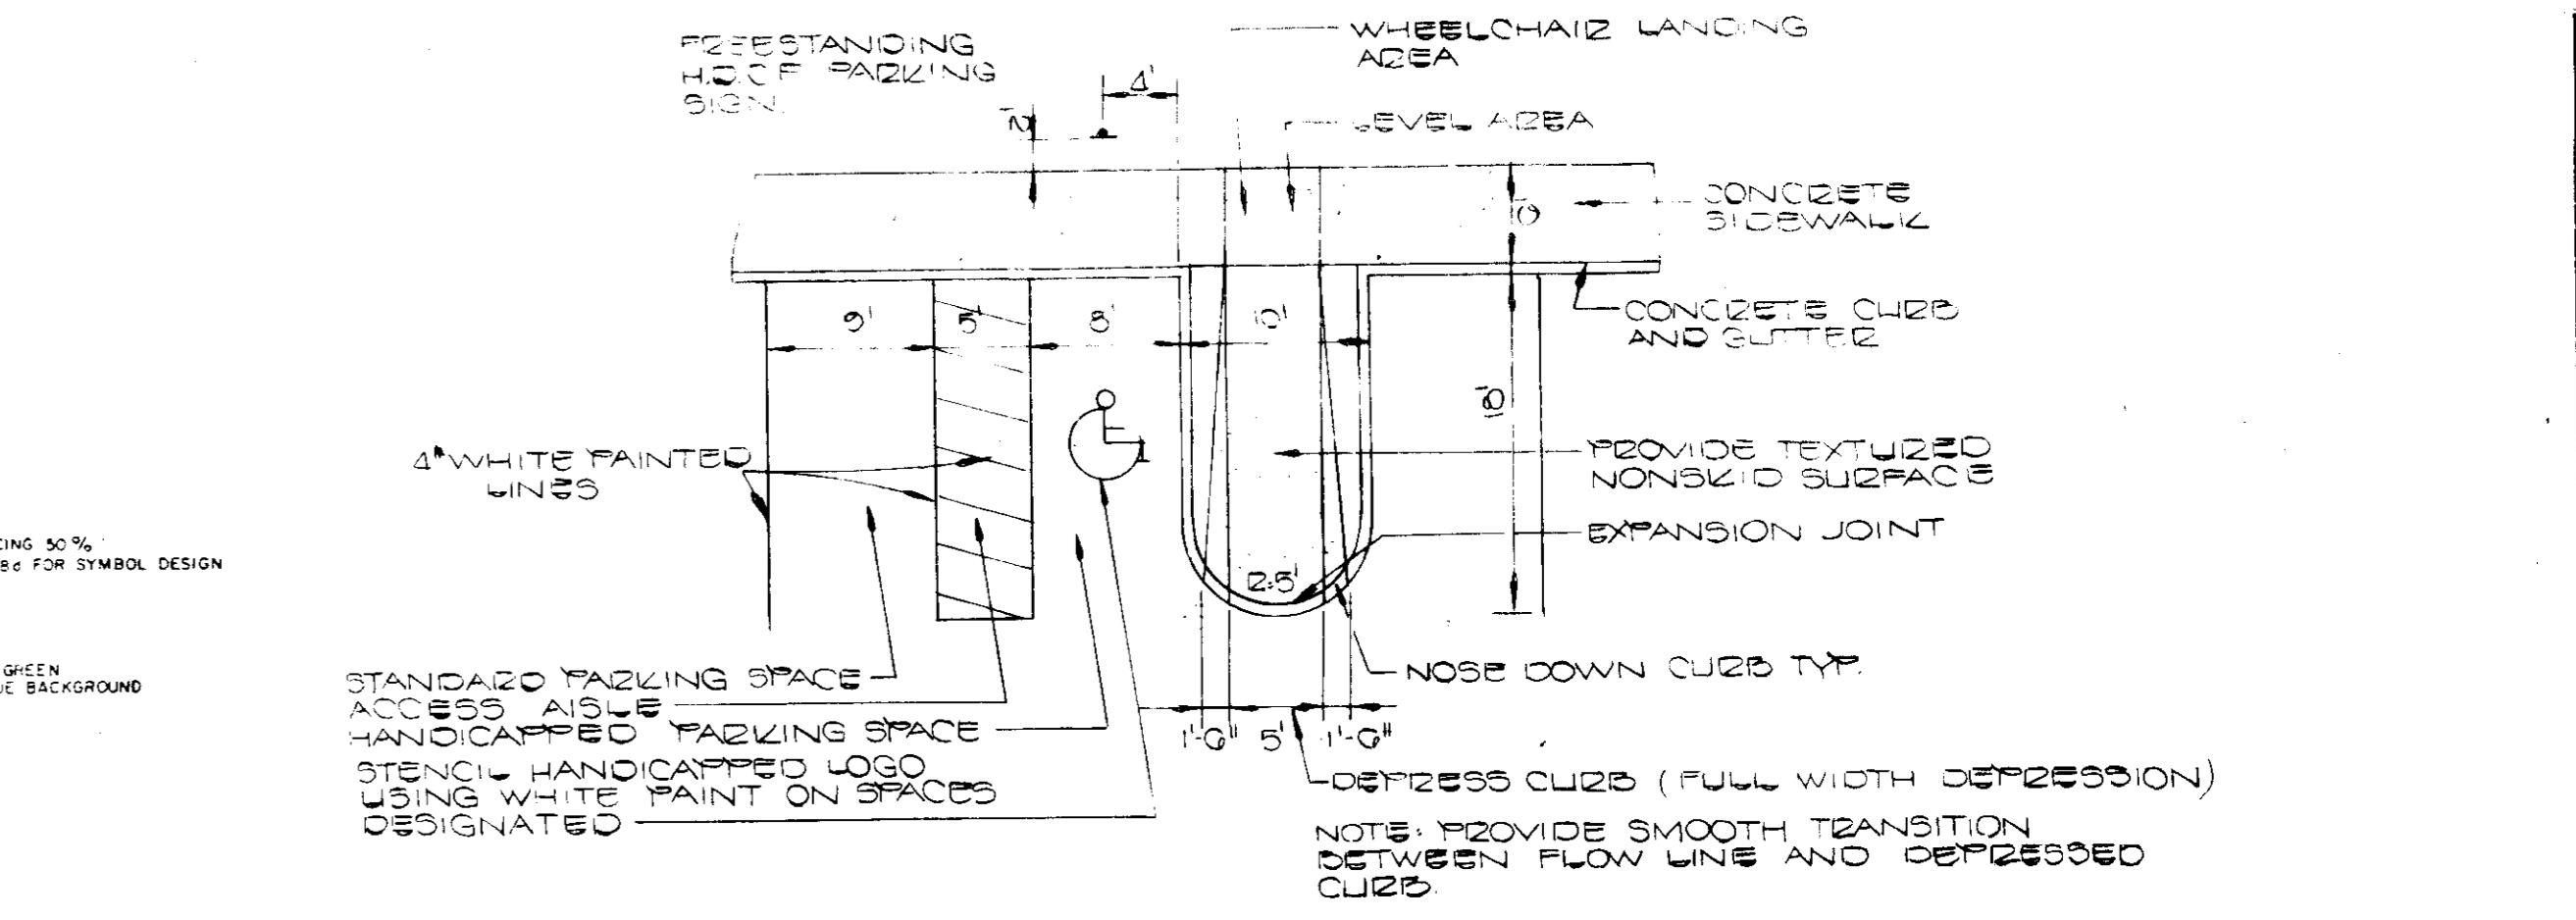 FREESTANDING
H.D.C.F PARKING
SIGN.
WHEELCHAIR LANDING
AREA
4'
2'
LEVEL AREA
CONCRETE
SIDEWALK
9'
5'
8'
10'
CONCRETE CURB
AND GUTTER
18'
4" WHITE PAINTED
LINES
PROVIDE TEXTURED
NONSKID SURFACE
EXPANSION JOINT
50%
FOR SYMBOL DESIGN
R=5'
GREEN
BACKGROUND
STANDARD PARKING SPACE
ACCESS AISLE
HANDICAPPED PARKING SPACE
STENCIL HANDICAPPED LOGO
USING WHITE PAINT ON SPACES
DESIGNATED
NOSE DOWN CURB TYP.
1'-6" 5' 1'-6"
DEPRESS CURB (FULL WIDTH DEPRESSION)
NOTE: PROVIDE SMOOTH TRANSITION
BETWEEN FLOW LINE AND DEPRESSED
CURB.